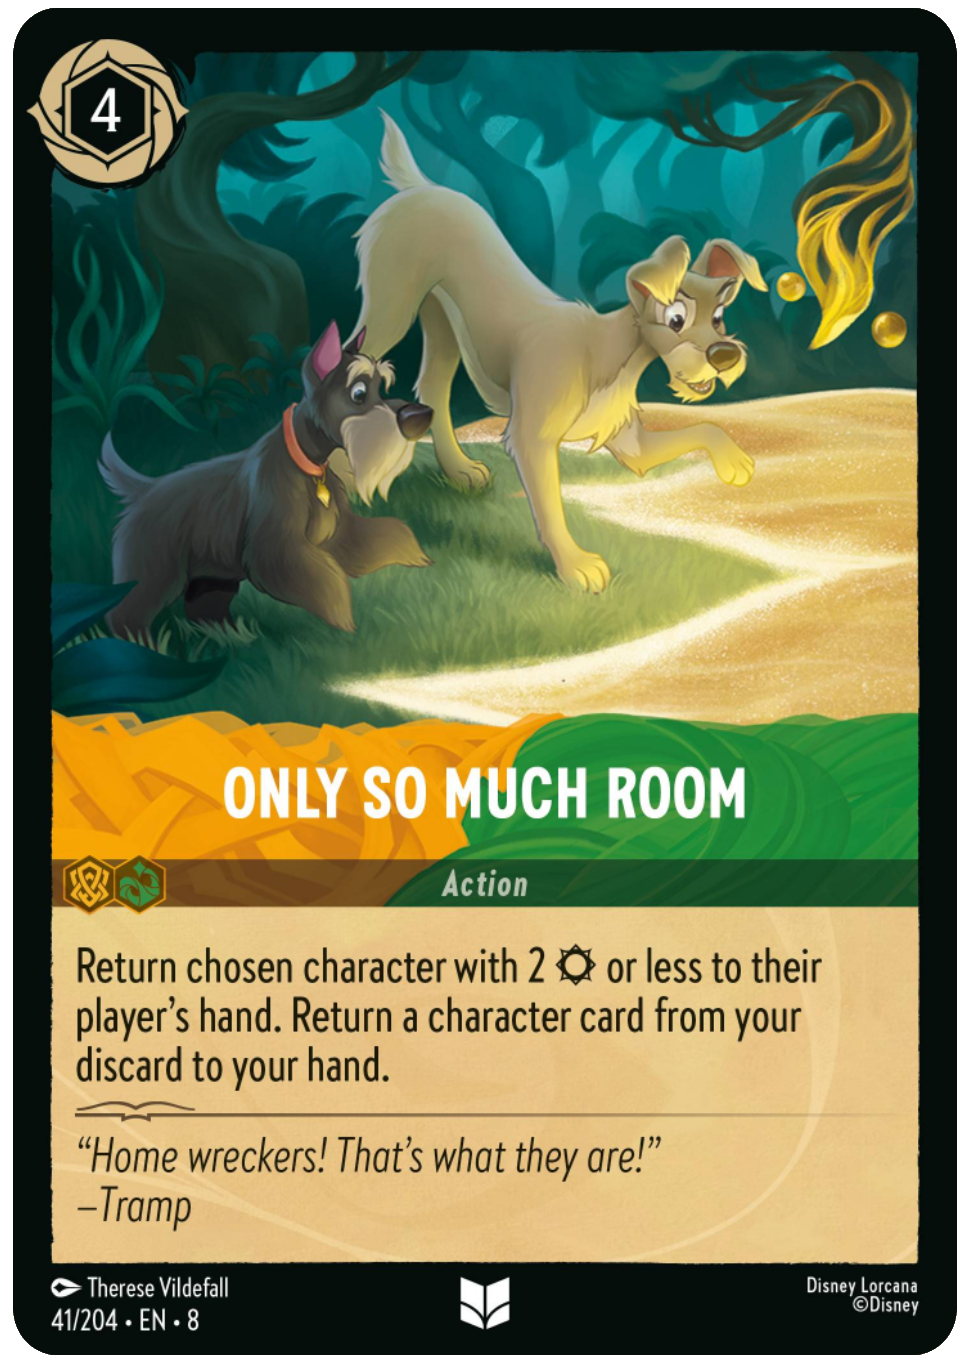 4
ONLY SO MUCH ROOM
Action
Return chosen character with 2 or less to their
player’s hand. Return a character card from your
discard to your hand.
“Home wreckers! That’s what they are!”
–Tramp
Therese Vildefall
41/204 • EN • 8
Disney Lorcana
©Disney